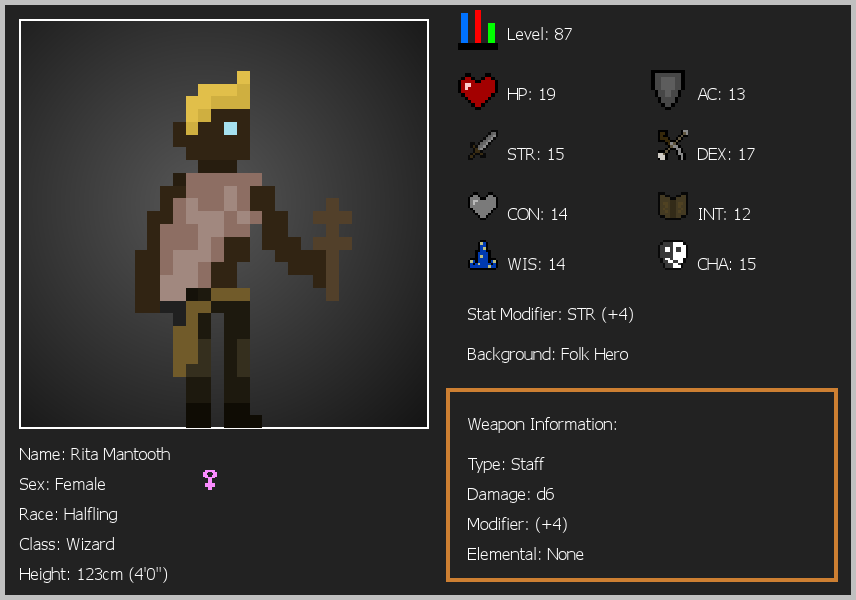 Level: 87
HP: 19
AC: 13
STR: 15
DEX: 17
CON: 14
INT: 12
WIS: 14
CHA: 15
Stat Modifier: STR (+4)
Background: Folk Hero
Weapon Information:
Type: Staff
Damage: d6
Modifier: (+4)
Elemental: None
Name: Rita Mantooth
Sex: Female
Race: Halfling
Class: Wizard
Height: 123cm (4'0")